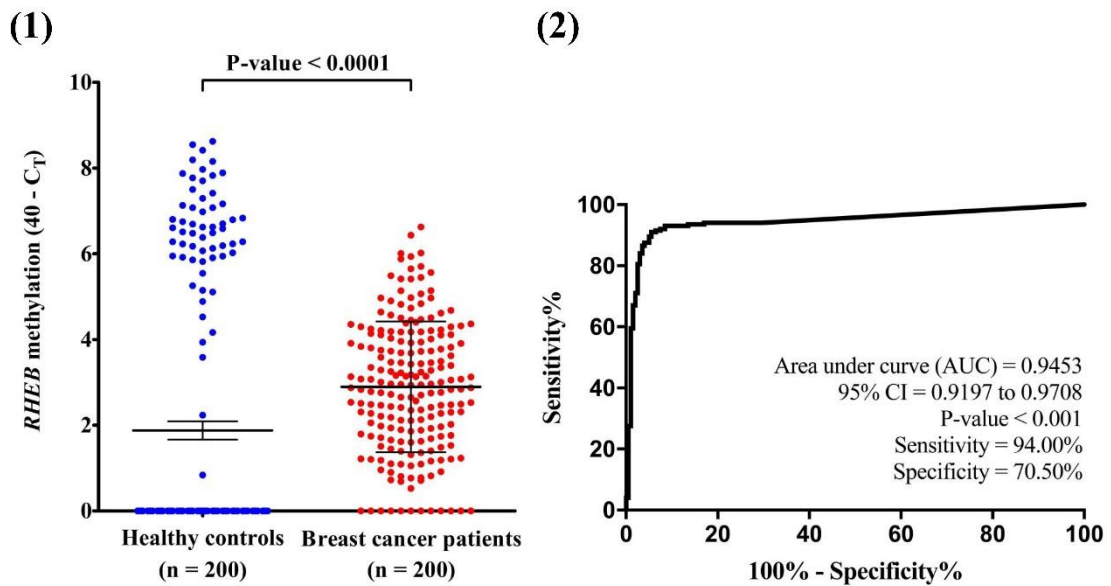 (1)
P-value < 0.0001
10
8
6
4
2
0
RHEB methylation (40 - C_T)
Healthy controls
(n = 200)
Breast cancer patients
(n = 200)
(2)
100
80
60
40
20
0
Sensitivity%
Area under curve (AUC) = 0.9453
95% CI = 0.9197 to 0.9708
P-value < 0.001
Sensitivity = 94.00%
Specificity = 70.50%
0 20 40 60 80 100
100% - Specificity%